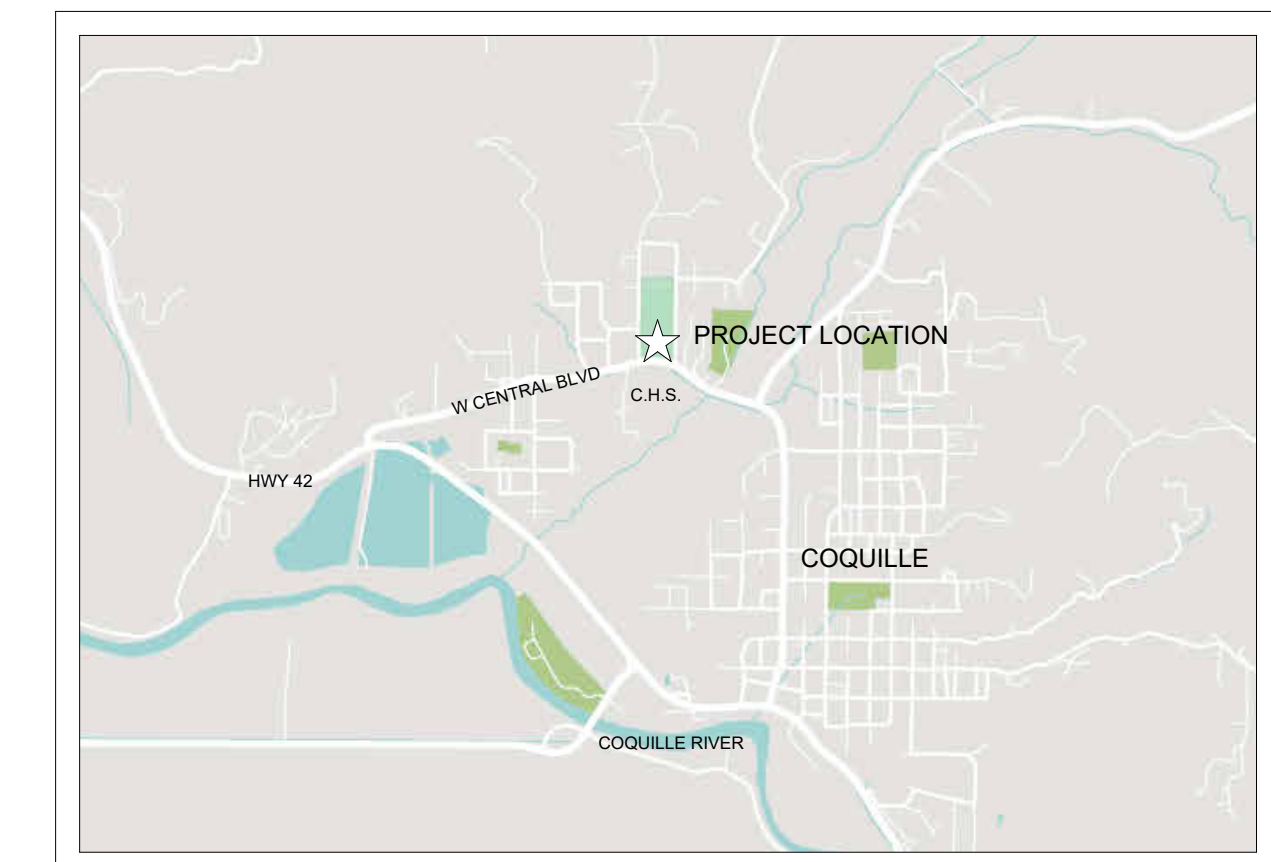 PROJECT LOCATION
W CENTRAL BLVD
C.H.S.
HWY 42
COQUILLE
COQUILLE RIVER